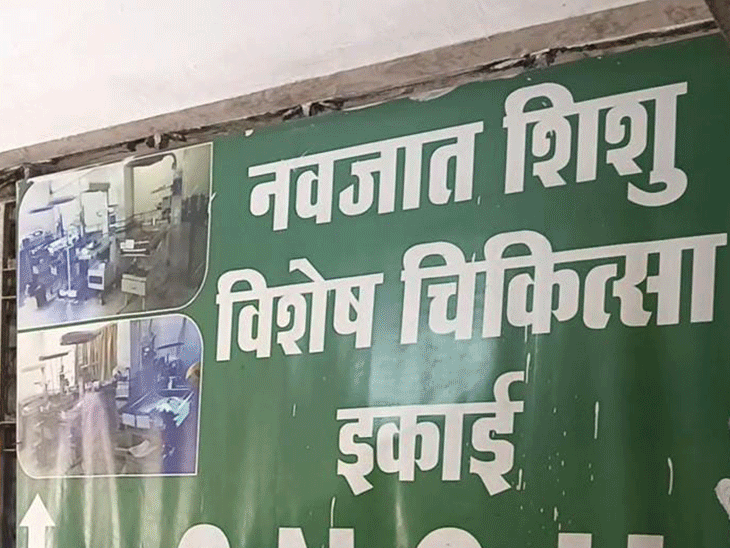 नवजात शिशु
विशेष चिकित्सा
इकाई